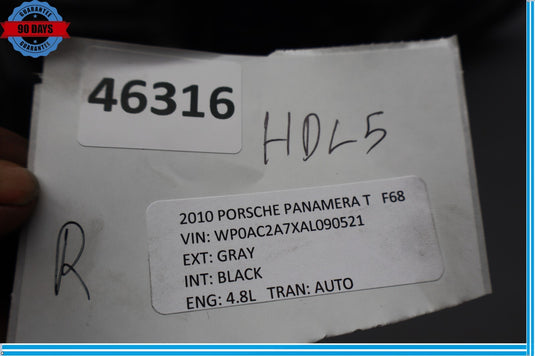 GUARANTEE
90 DAYS
GUARANTEE
46316
HDL5
R
2010 PORSCHE PANAMERA T F68
VIN: WP0AC2A7XAL090521
EXT: GRAY
INT: BLACK
ENG: 4.8L TRAN: AUTO